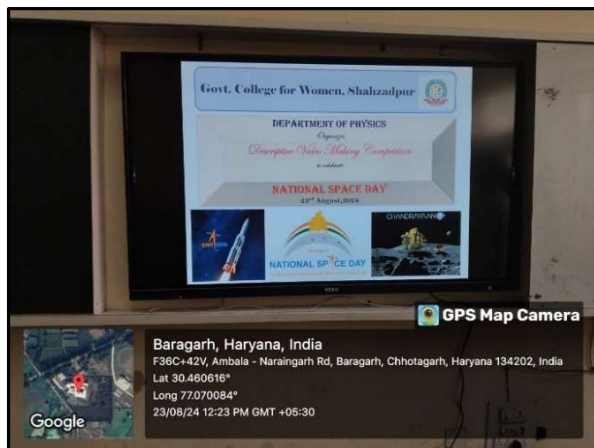 Govt. College for Women, Shahzadpur
DEPARTMENT OF PHYSICS
Organize
Descriptive Video Making Competition
to celebrate
NATIONAL SPACE DAY
23rd August, 2024
CHANDRAYAAN
NATIONAL SPACE DAY
GPS Map Camera
Baragarh, Haryana, India
F36C+42V, Ambala - Naraingarh Rd, Baragarh, Chhotagarh, Haryana 134202, India
Lat 30.460616°
Long 77.070084°
23/08/24 12:23 PM GMT +05:30
Google